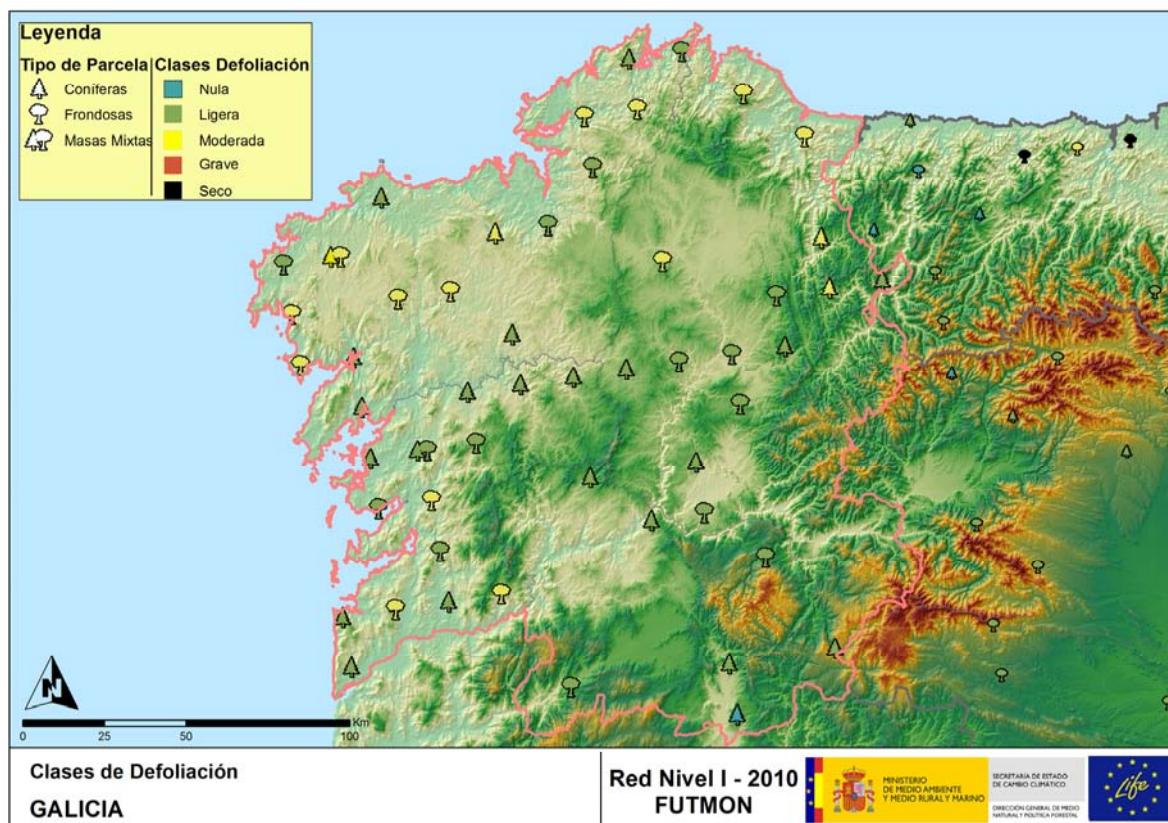 Leyenda
Tipo de Parcela
Coníferas
Frondosas
Masas Mixtas
Clases Defoliación
Nula
Ligera
Moderada
Grave
Seco
N
Km
0 25 50 100
Clases de Defoliación
GALICIA
Red Nivel I - 2010
FUTMON
MINISTERIO
DE MEDIO AMBIENTE
Y MEDIO RURAL Y MARINO
SECRETARÍA DE ESTADO
DE CAMBIO CLIMÁTICO
DIRECCIÓN GENERAL DE MEDIO
NATURAL Y POLÍTICA FORESTAL
Life